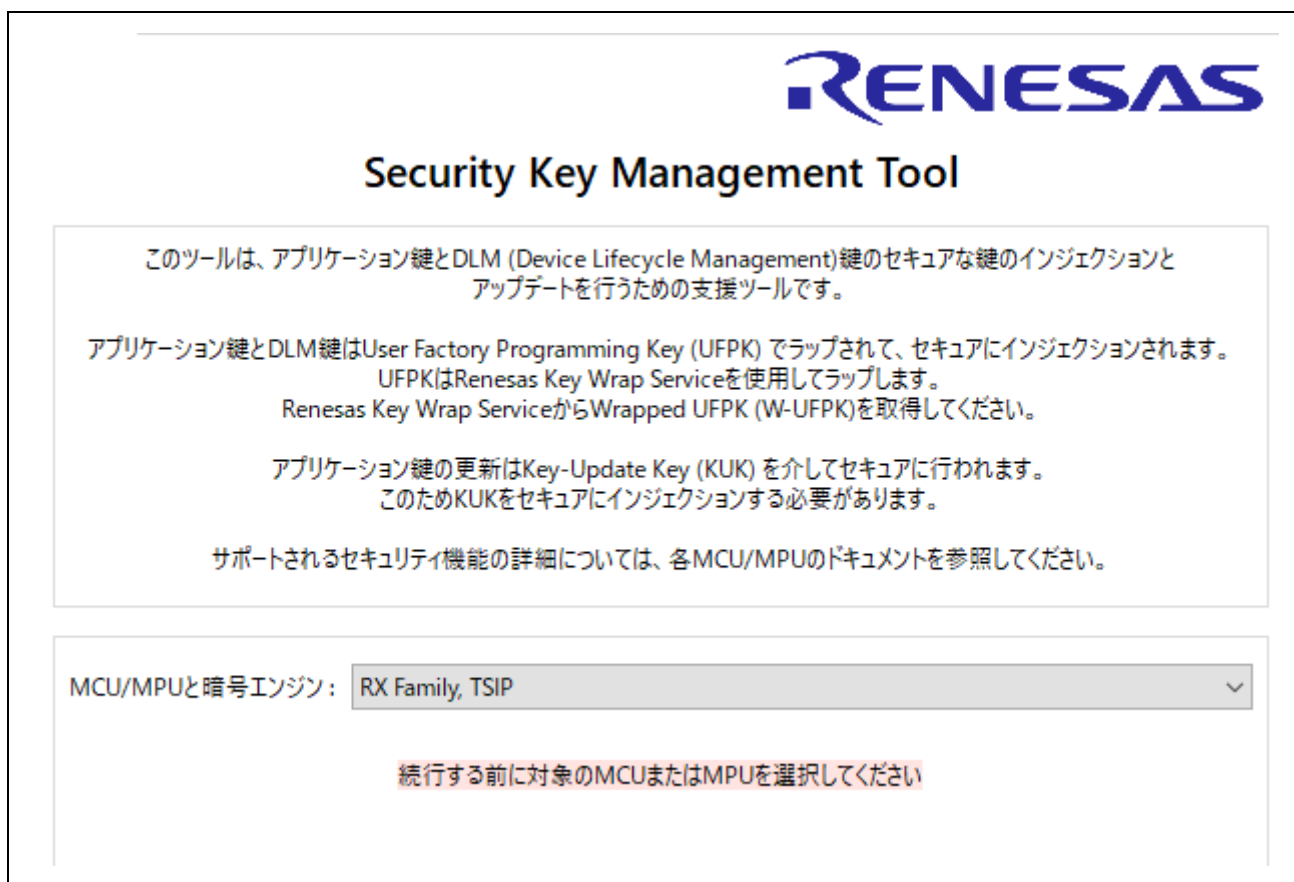 RENESAS
Security Key Management Tool
このツールは、アプリケーション鍵とDLM (Device Lifecycle Management)鍵のセキュアな鍵のインジェクションと
アップデートを行うための支援ツールです。
アプリケーション鍵とDLM鍵はUser Factory Programming Key (UFPK) でラップされて、セキュアにインジェクションされます。
UFPKはRenesas Key Wrap Serviceを使用してラップします。
Renesas Key Wrap ServiceからWrapped UFPK (W-UFPK)を取得してください。
アプリケーション鍵の更新はKey-Update Key (KUK) を介してセキュアに行われます。
このためKUKをセキュアにインジェクションする必要があります。
サポートされるセキュリティ機能の詳細については、各MCU/MPUのドキュメントを参照してください。
MCU/MPUと暗号エンジン : RX Family, TSIP
続行する前に対象のMCUまたはMPUを選択してください